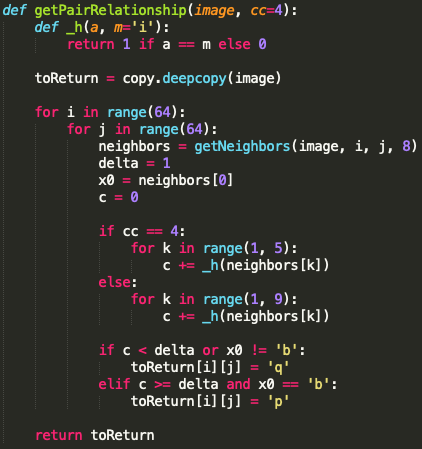 def getPairRelationship(image, cc=4):
    def _h(a, m='i'):
        return 1 if a == m else 0

    toReturn = copy.deepcopy(image)

    for i in range(64):
        for j in range(64):
            neighbors = getNeighbors(image, i, j, 8)
            delta = 1
            x0 = neighbors[0]
            c = 0

            if cc == 4:
                for k in range(1, 5):
                    c += _h(neighbors[k])
            else:
                for k in range(1, 9):
                    c += _h(neighbors[k])

            if c < delta or x0 != 'b':
                toReturn[i][j] = 'q'
            elif c >= delta and x0 == 'b':
                toReturn[i][j] = 'p'

    return toReturn